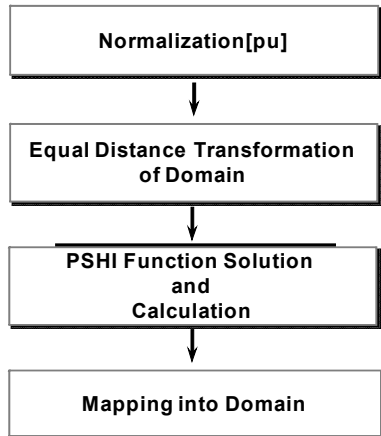 Normalization[pu]
Equal Distance Transformation
of Domain
PSHI Function Solution
and
Calculation
Mapping into Domain